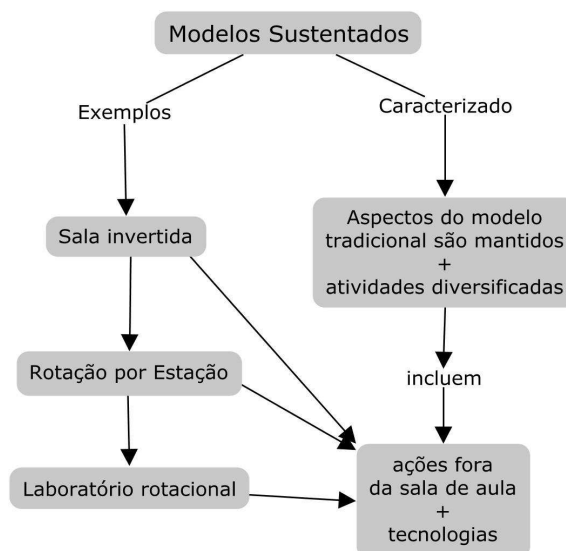 Modelos Sustentados
Exemplos
Caracterizado
Sala invertida
Aspectos do modelo
tradicional são mantidos
+
atividades diversificadas
Rotação por Estação
incluem
Laboratório rotacional
ações fora
da sala de aula
+
tecnologias